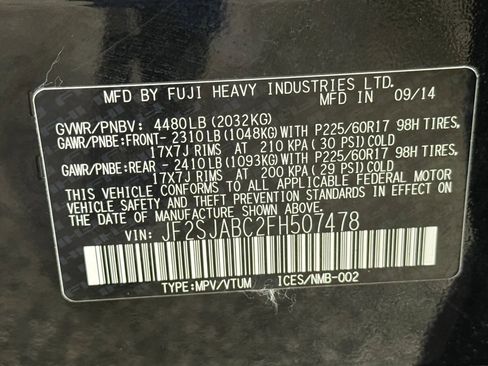 MFD BY FUJI HEAVY INDUSTRIES LTD. 09/14
GVWR/PNBV: 4480LB(2032KG)
GAWR/PNBE:FRONT-2310LB(1048KG)WITH P225/60R17 98H TIRES,
17X7J RIMS AT 210 KPA(30 PSI)COLD
GAWR/PNBE:REAR -2410LB(1093KG)WITH P225/60R17 98H TIRES,
17X7J RIMS AT 200 KPA(29 PSI)COLD
THIS VEHICLE CONFORMS TO ALL APPLICABLE FEDERAL MOTOR
VEHICLE SAFETY, BUMPER, AND THEFT PREVENTION
STANDARDS IN EFFECT ON THE DATE OF MANUFACTURE SHOWN ABOVE.
VIN: JF2SJABC2FH507478
TYPE:MPV/VTUM ICES/NMB-002